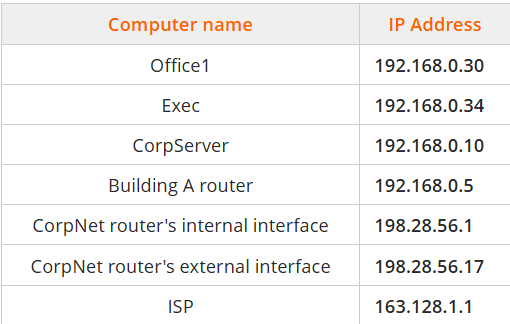 Computer name IP Address
Office1 192.168.0.30
Exec 192.168.0.34
CorpServer 192.168.0.10
Building A router 192.168.0.5
CorpNet router's internal interface 198.28.56.1
CorpNet router's external interface 198.28.56.17
ISP 163.128.1.1